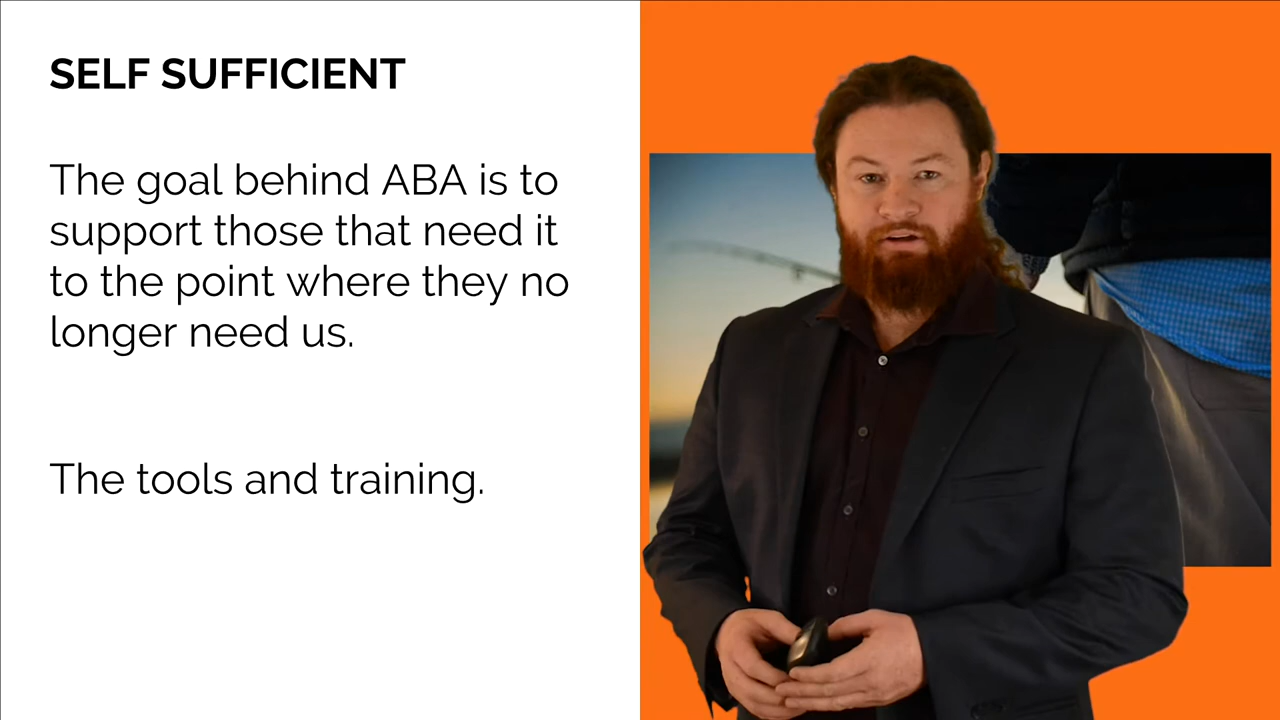 SELF SUFFICIENT
The goal behind ABA is to
support those that need it
to the point where they no
longer need us.
The tools and training.